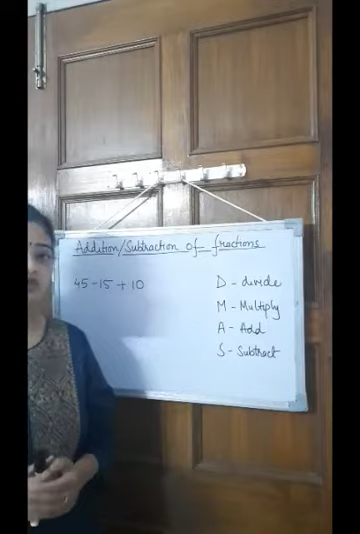 Addition/Subtraction of fractions
45 - 15 + 10
D - divide
M - Multiply
A - Add
S - Subtract